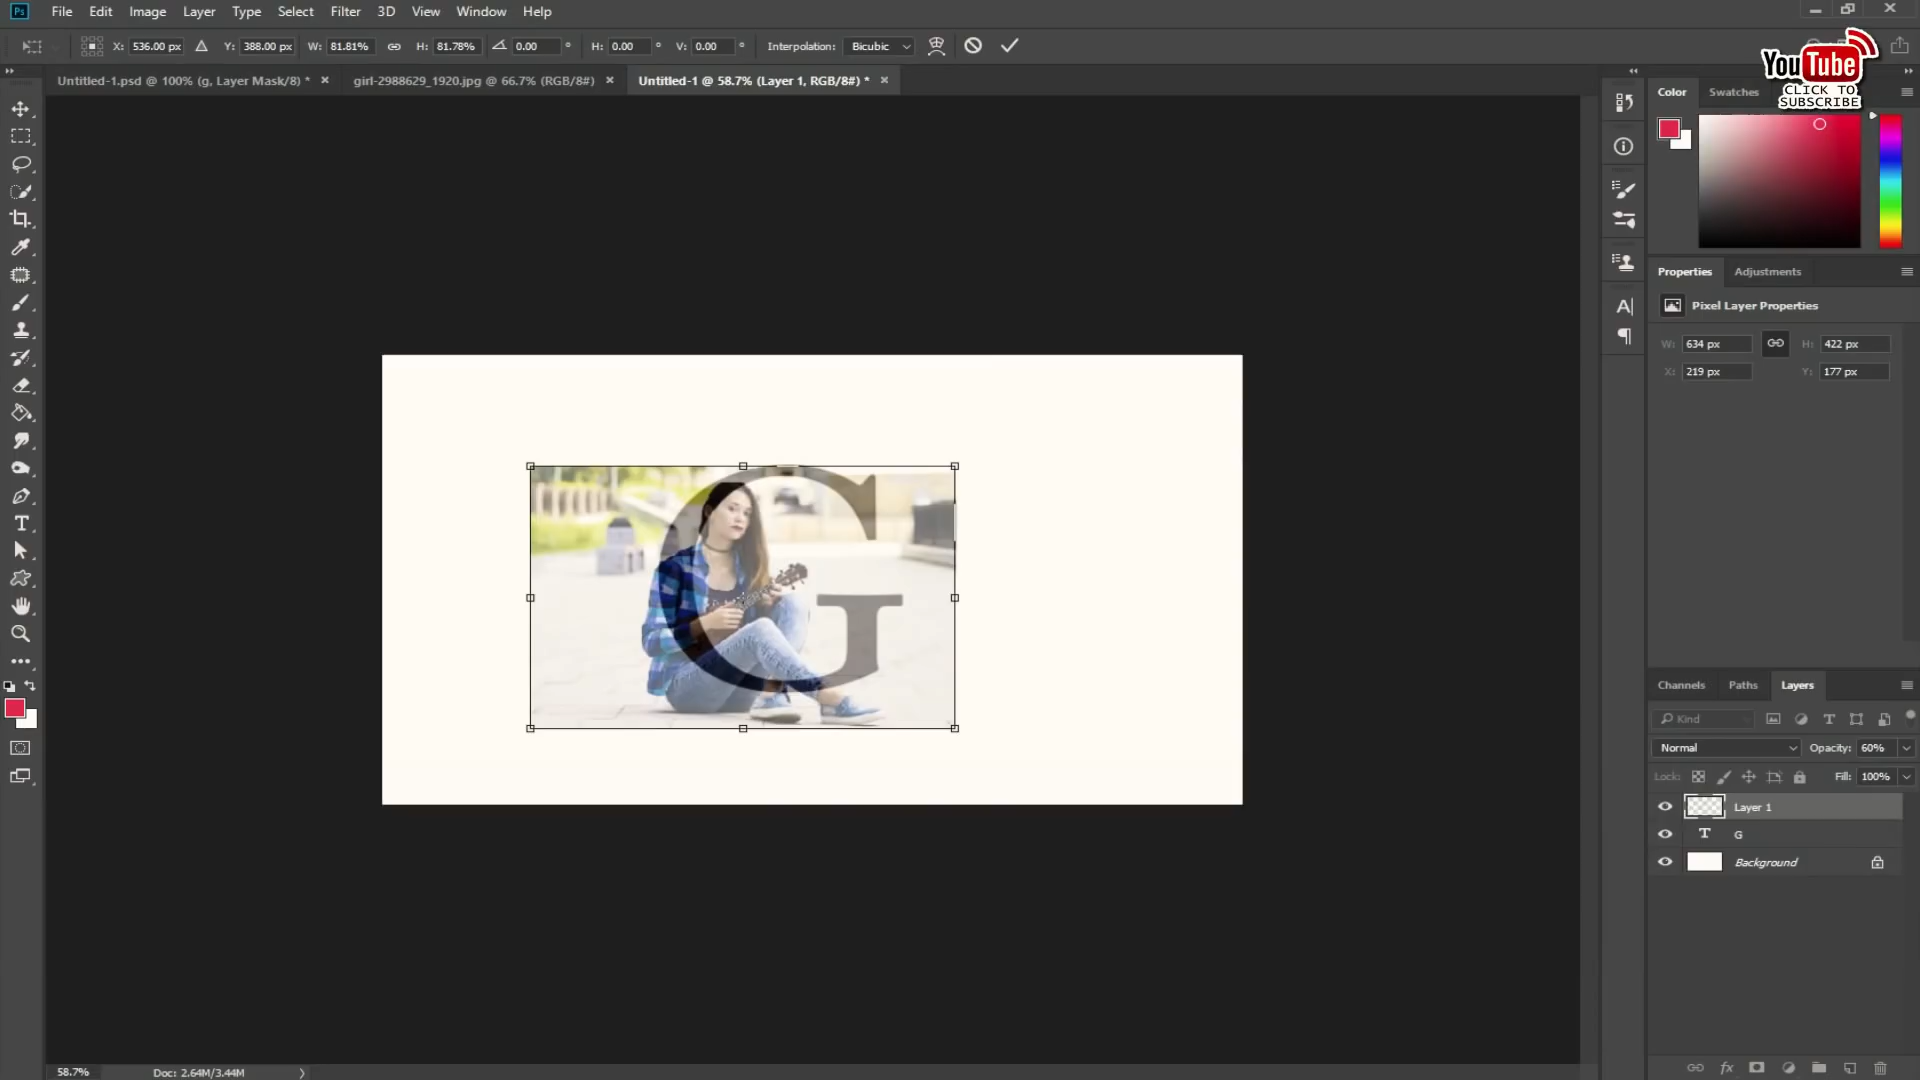 Ps File Edit Image Layer Type Select Filter 3D View Window Help
X: 536.00 px Y: 388.00 px W: 81.81% H: 81.78% 0.00 ° H: 0.00 ° V: 0.00 ° Interpolation: Bicubic
Untitled-1.psd @ 100% (g, Layer Mask/8) * girl-2988629_1920.jpg @ 66.7% (RGB/8#) Untitled-1 @ 58.7% (Layer 1, RGB/8#) *
YouTube
CLICK TO
SUBSCRIBE
Color Swatches
Properties Adjustments
Pixel Layer Properties
W: 634 px H: 422 px
X: 219 px Y: 177 px
G
Channels Paths Layers
Kind
Normal Opacity: 60%
Lock: Fill: 100%
Layer 1
T G
Background
fx
58.7% Doc: 2.64M/3.44M